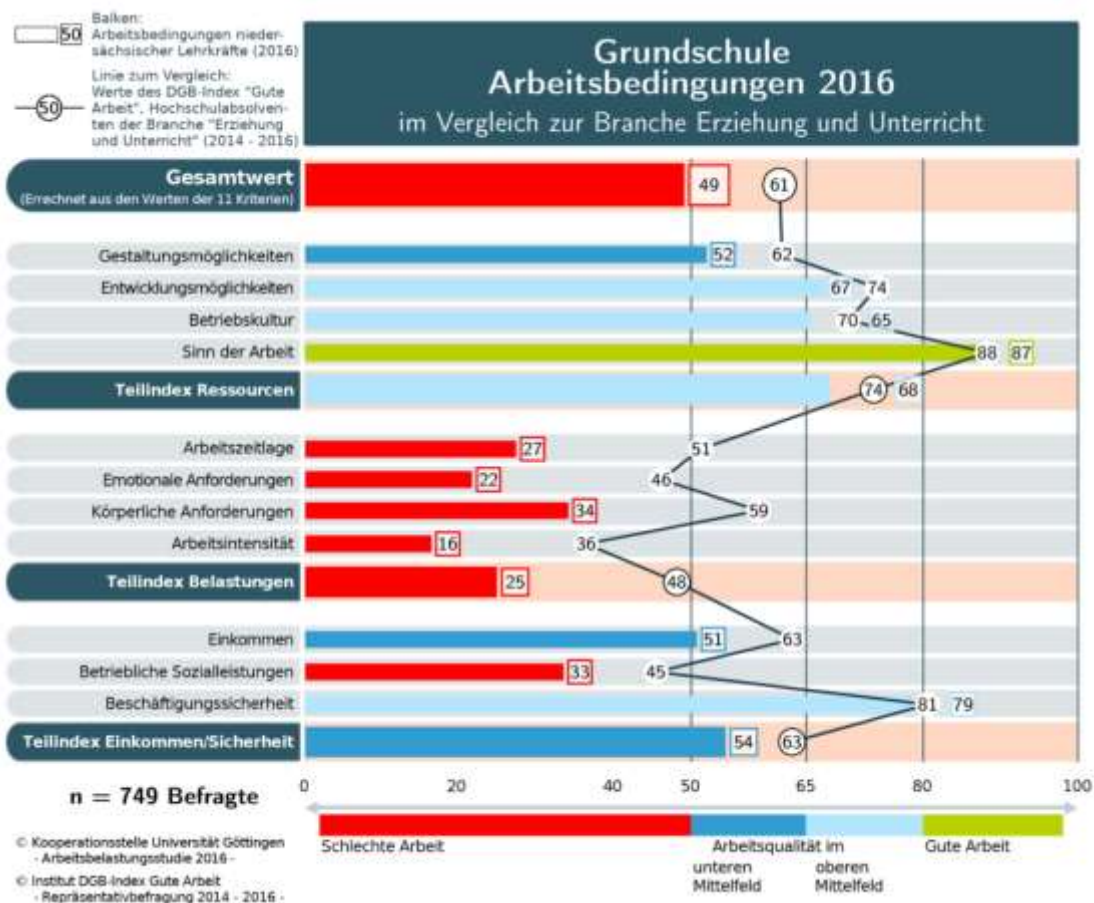 Balken:
50 Arbeitsbedingungen nieder-
sächsischer Lehrkräfte (2016)
Linie zum Vergleich:
Werte des DGB-Index "Gute
50 Arbeit", Hochschulabsolven-
ten der Branche "Erziehung
und Unterricht" (2014 - 2016)
Grundschule
Arbeitsbedingungen 2016
im Vergleich zur Branche Erziehung und Unterricht
Gesamtwert 49 61
(Errechnet aus den Werten der 11 Kriterien)
Gestaltungsmöglichkeiten 52 62
Entwicklungsmöglichkeiten 67 74
Betriebskultur 70 65
Sinn der Arbeit 88 87
Teilindex Ressourcen 74 68
Arbeitszeitlage 27 51
Emotionale Anforderungen 22 46
Körperliche Anforderungen 34 59
Arbeitsintensität 16 36
Teilindex Belastungen 25 48
Einkommen 51 63
Betriebliche Sozialleistungen 33 45
Beschäftigungssicherheit 81 79
Teilindex Einkommen/Sicherheit 54 63
0 20 40 50 65 80 100
n = 749 Befragte
Schlechte Arbeit
Arbeitsqualität im
unteren
Mittelfeld
oberen
Mittelfeld
Gute Arbeit
© Kooperationsstelle Universität Göttingen
- Arbeitsbelastungsstudie 2016 -
© Institut DGB-Index Gute Arbeit
- Repräsentativbefragung 2014 - 2016 -